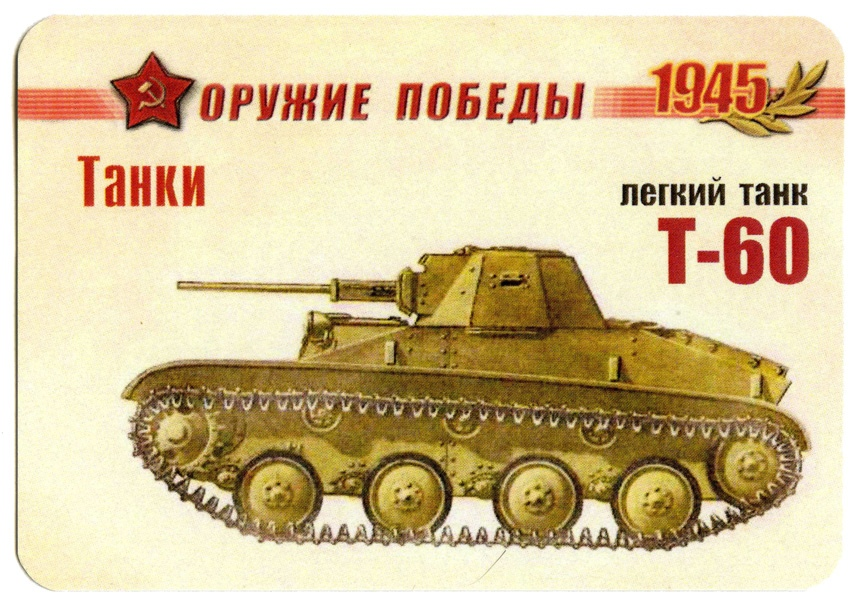 ОРУЖИЕ ПОБЕДЫ
1945
Танки
легкий танк
Т-60